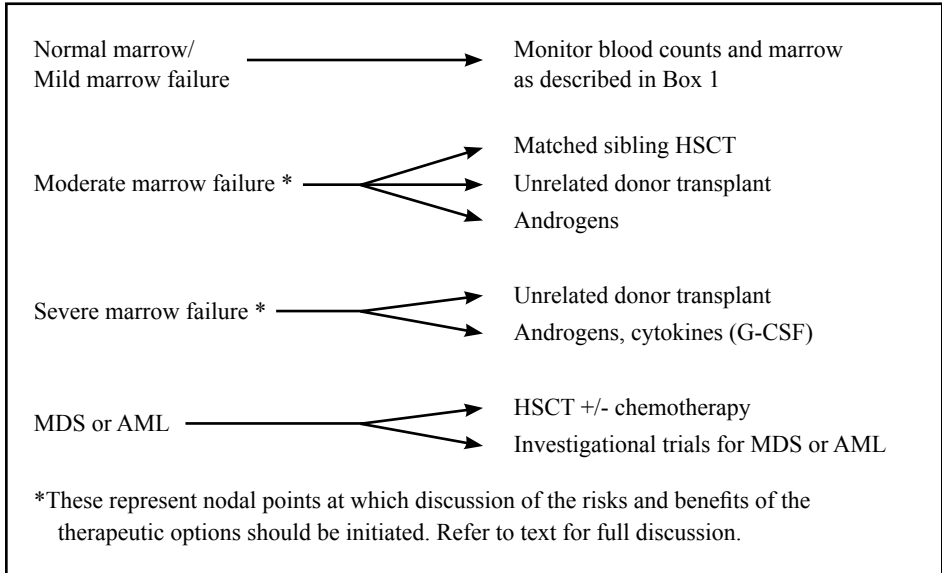 Normal marrow/
Mild marrow failure
Monitor blood counts and marrow
as described in Box 1
Moderate marrow failure *
Matched sibling HSCT
Unrelated donor transplant
Androgens
Severe marrow failure *
Unrelated donor transplant
Androgens, cytokines (G-CSF)
MDS or AML
HSCT +/- chemotherapy
Investigational trials for MDS or AML
*These represent nodal points at which discussion of the risks and benefits of the
therapeutic options should be initiated. Refer to text for full discussion.